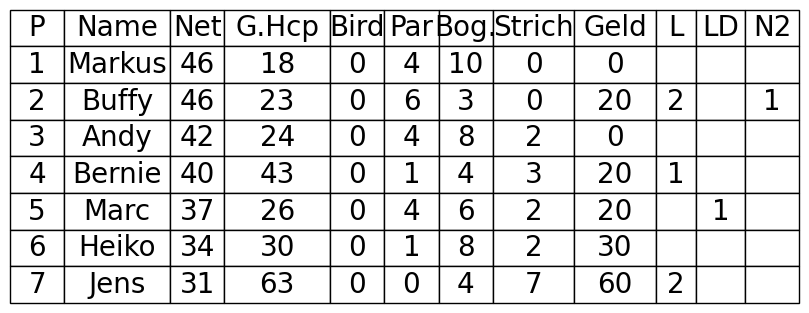 P Name Net G.Hcp Bird Par Bog. Strich Geld L LD N2
1 Markus 46 18 0 4 10 0 0
2 Buffy 46 23 0 6 3 0 20 2 1
3 Andy 42 24 0 4 8 2 0
4 Bernie 40 43 0 1 4 3 20 1
5 Marc 37 26 0 4 6 2 20 1
6 Heiko 34 30 0 1 8 2 30
7 Jens 31 63 0 0 4 7 60 2